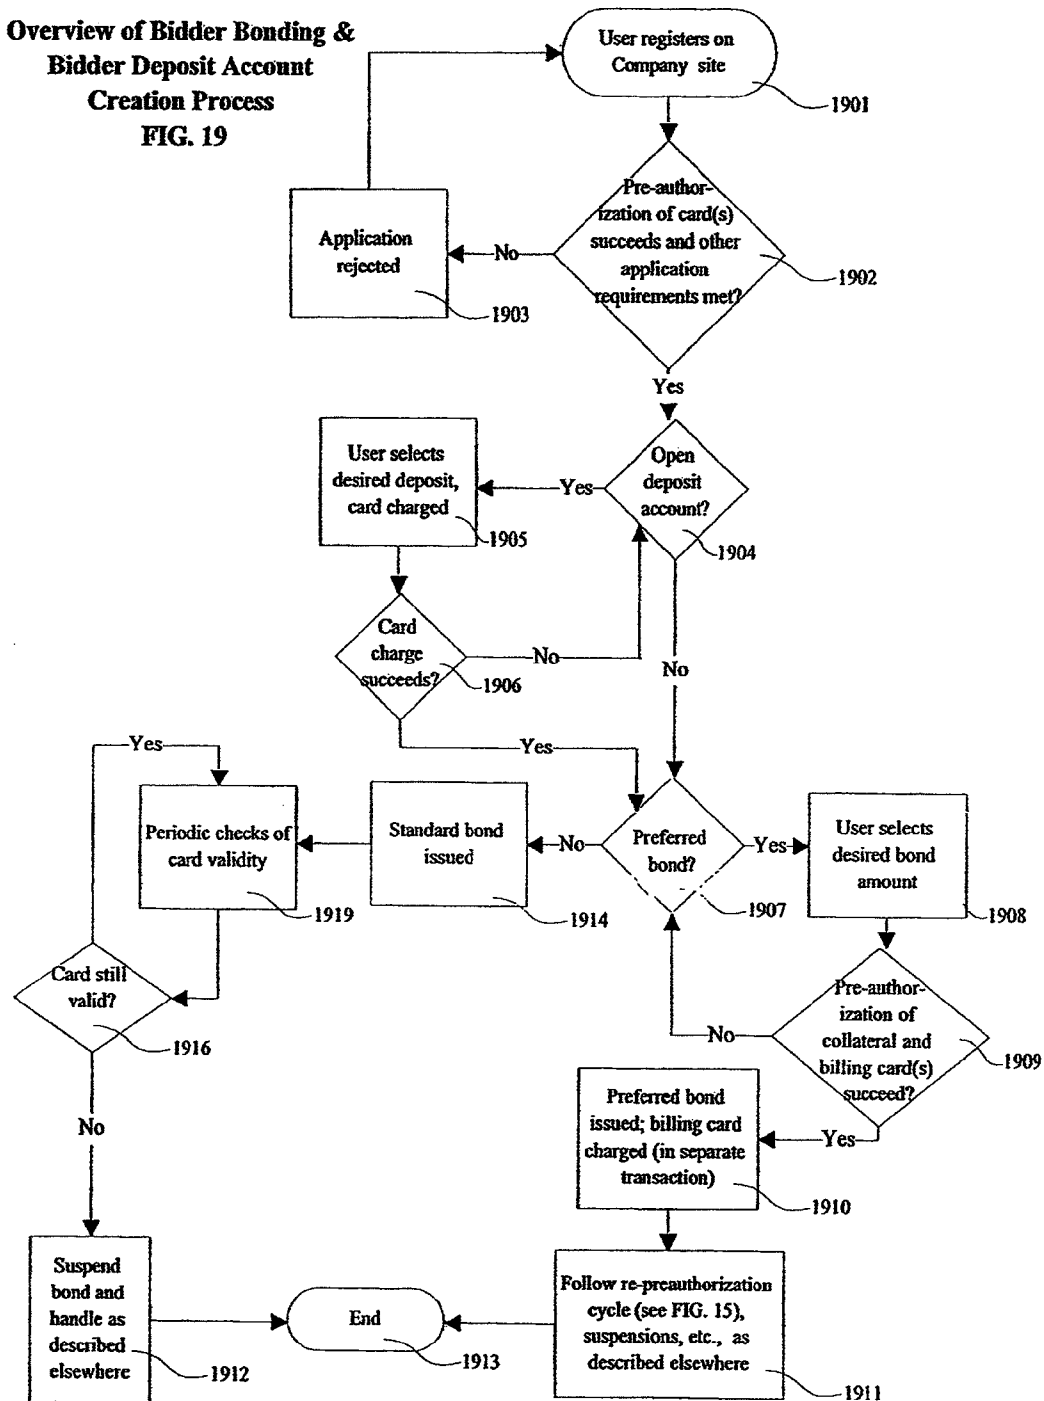 Overview of Bidder Bonding &
Bidder Deposit Account
Creation Process
FIG. 19
User registers on
Company site
1901
Pre-author-
ization of card(s)
succeeds and other
application
requirements met?
1902
No
Application
rejected
1903
Yes
Open
deposit
account?
1904
Yes
User selects
desired deposit,
card charged
1905
Card
charge
succeeds?
1906
No
No
Yes
Yes
Periodic checks of
card validity
1919
Standard bond
issued
1914
No
Preferred
bond?
1907
Yes
User selects
desired bond
amount
1908
Card still
valid?
1916
No
Pre-author-
ization of
collateral and
billing card(s)
succeed?
1909
No
Yes
Preferred bond
issued; billing card
charged (in separate
transaction)
1910
Suspend
bond and
handle as
described
elsewhere
1912
End
1913
Follow re-preauthorization
cycle (see FIG. 15),
suspensions, etc., as
described elsewhere
1911